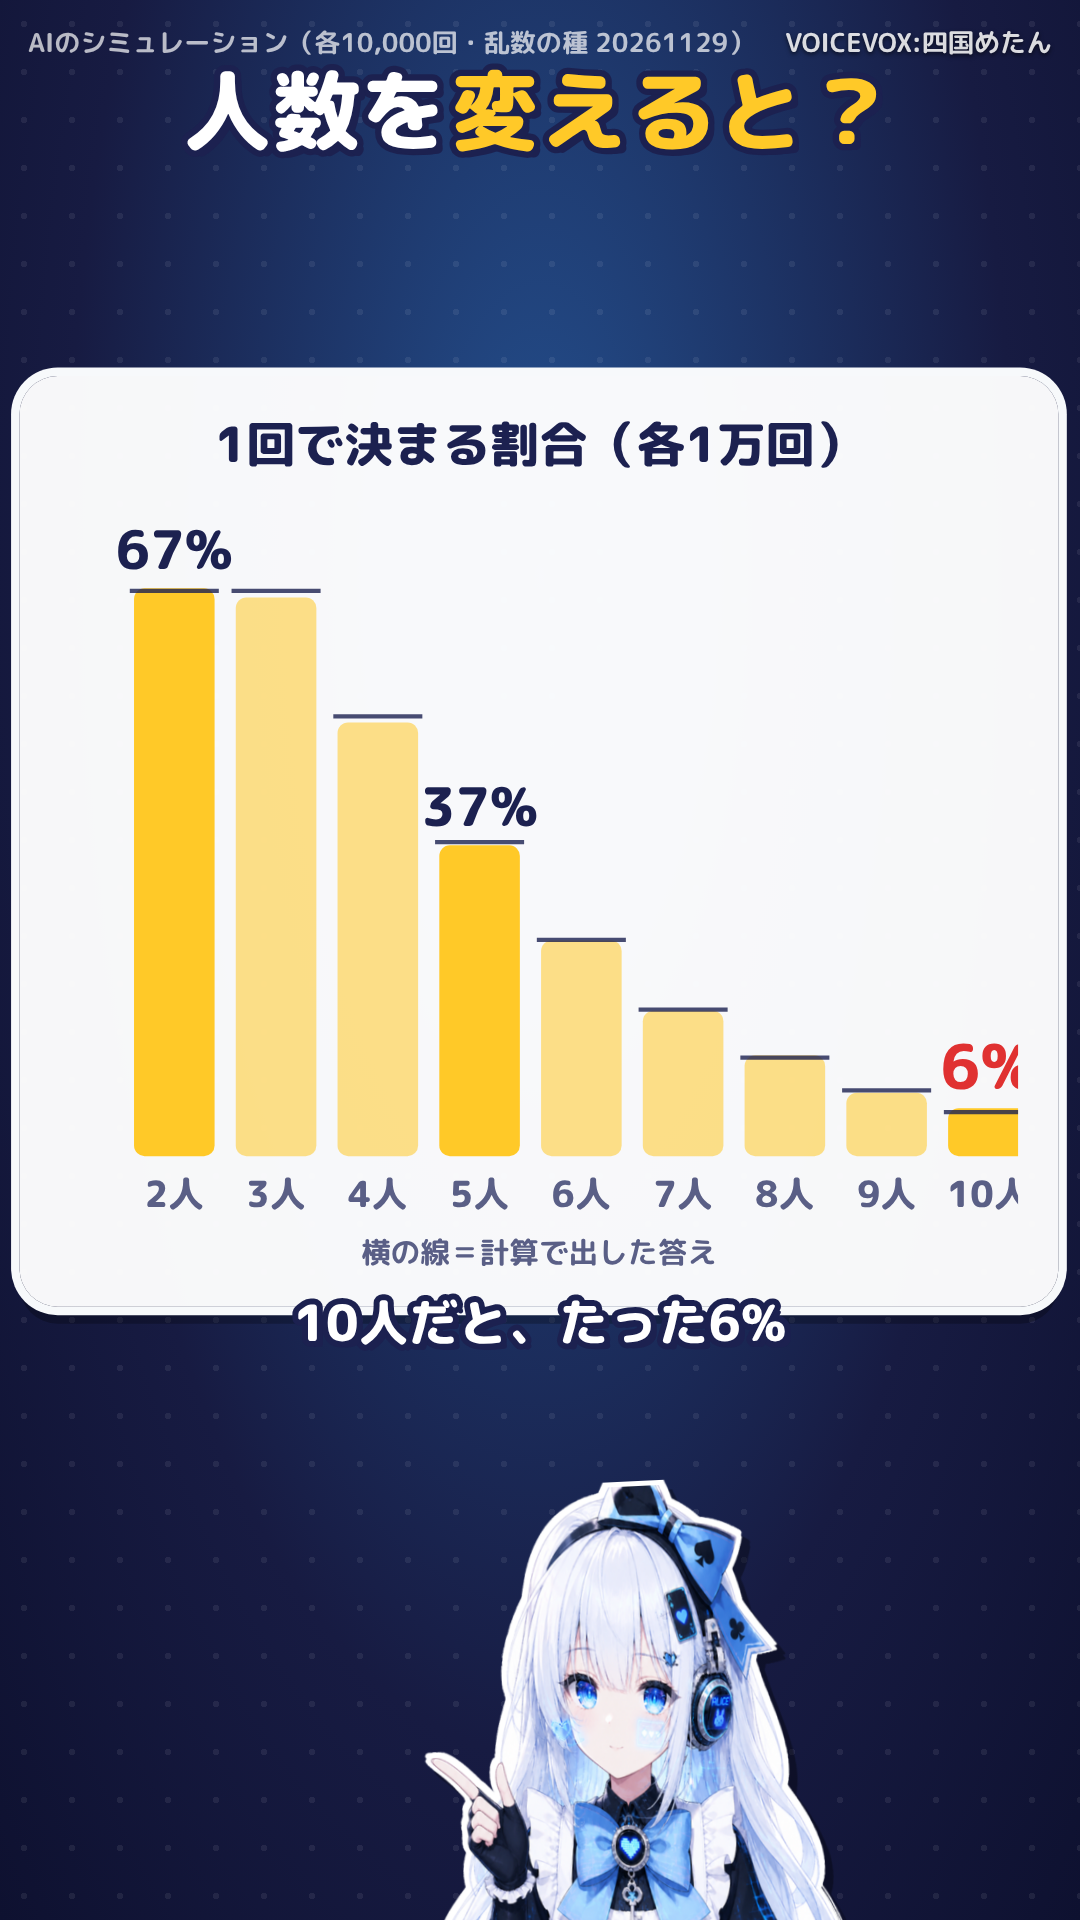 AIのシミュレーション（各10,000回・乱数の種 20261129）
VOICEVOX:四国めたん
人数を変えると？
1回で決まる割合（各1万回）
67%
37%
6%
2人 3人 4人 5人 6人 7人 8人 9人 10人
横の線＝計算で出した答え
10人だと、たった6%
ALICE